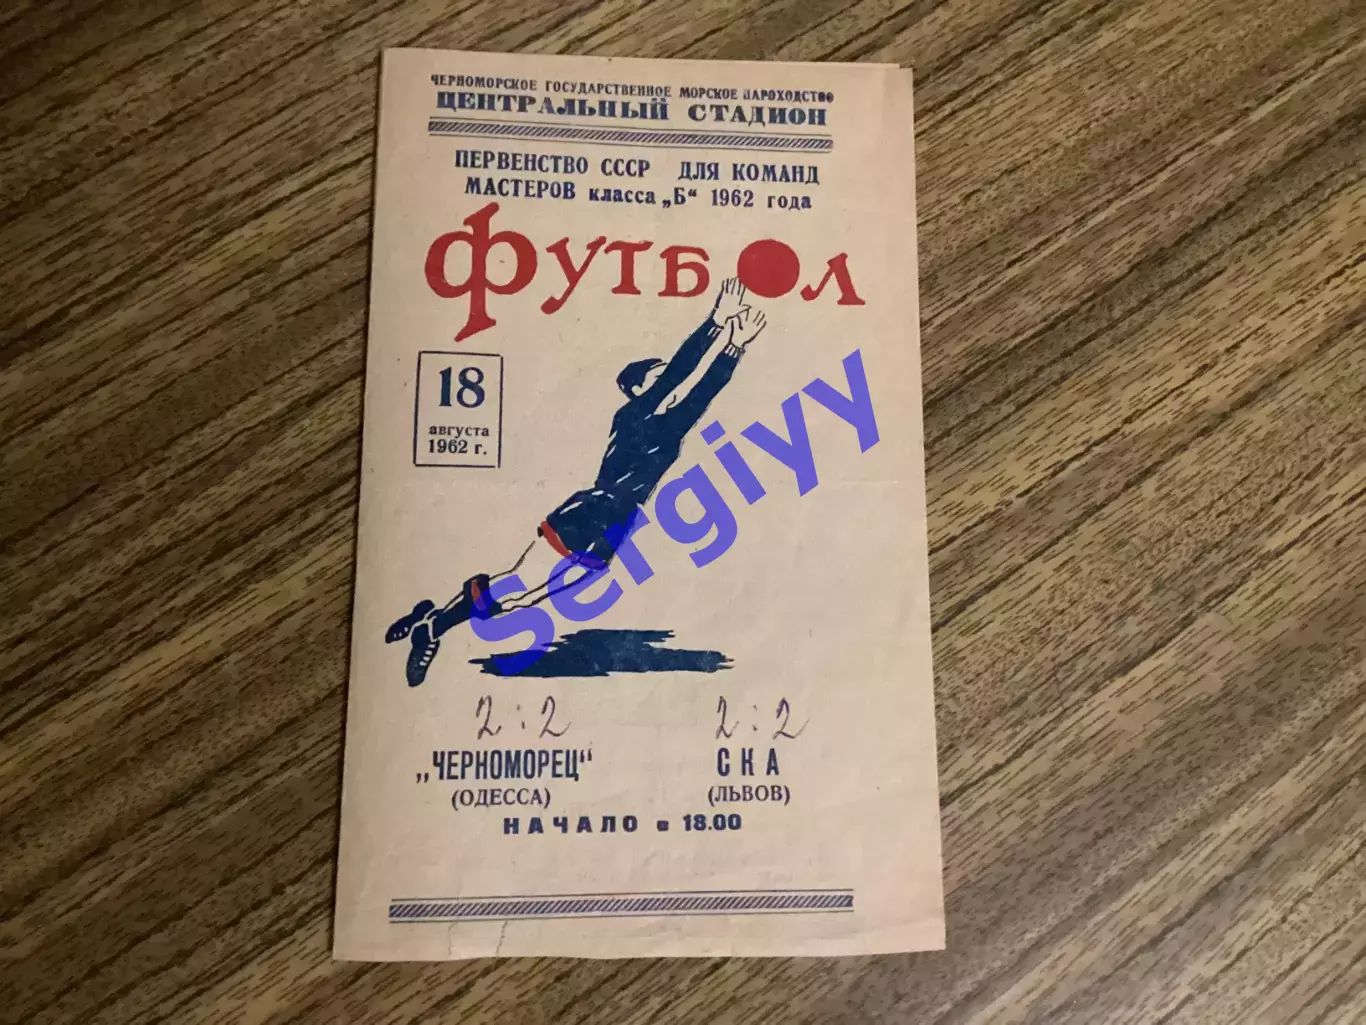 ЧЕРНОМОРСКОЕ ГОСУДАРСТВЕННОЕ МОРСКОЕ ПАРОХОДСТВО
ЦЕНТРАЛЬНЫЙ СТАДИОН
ПЕРВЕНСТВО СССР ДЛЯ КОМАНД
МАСТЕРОВ класса „Б“ 1962 года
ФУТБОЛ
18
августа
1962 г.
Sergiyy
2:2 2:2
„ЧЕРНОМОРЕЦ“ СКА
(ОДЕССА) (ЛЬВОВ)
НАЧАЛО в 18.00